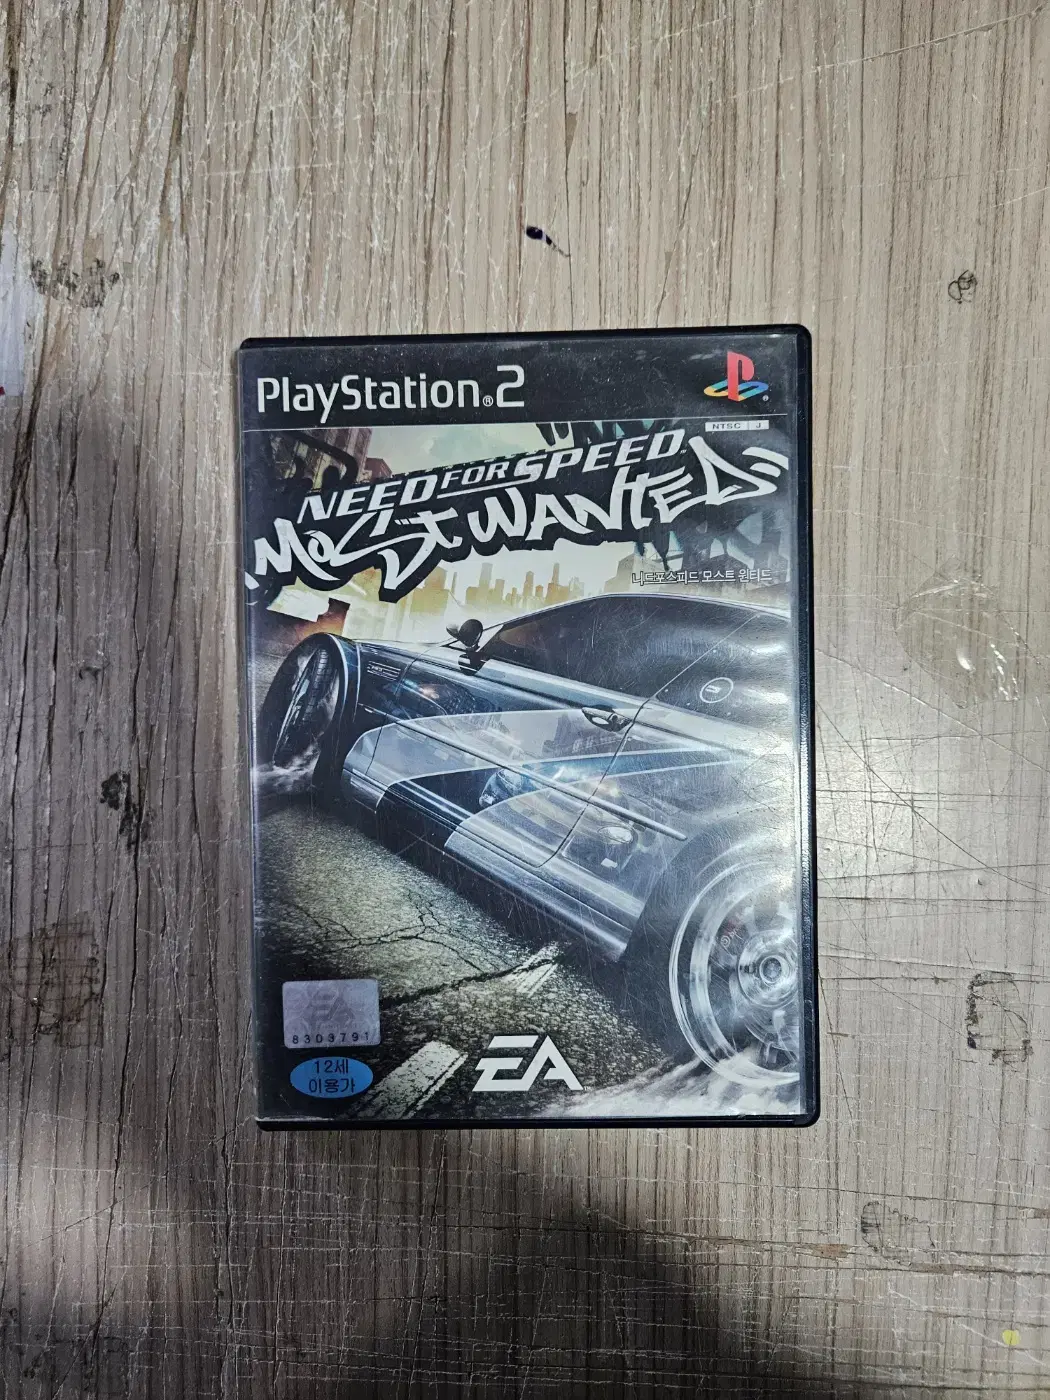 PlayStation®2
NTSC J
NEED FOR SPEED
MOST WANTED
니드포스피드 모스트 원티드
8303791
12세
이용가
EA